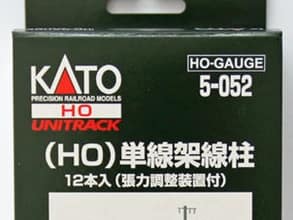 HO-GAUGE
5-052
KATO
PRECISION RAILROAD MODELS
HO
UNITRACK
(HO)単線架線柱
12本入(張力調整装置付)